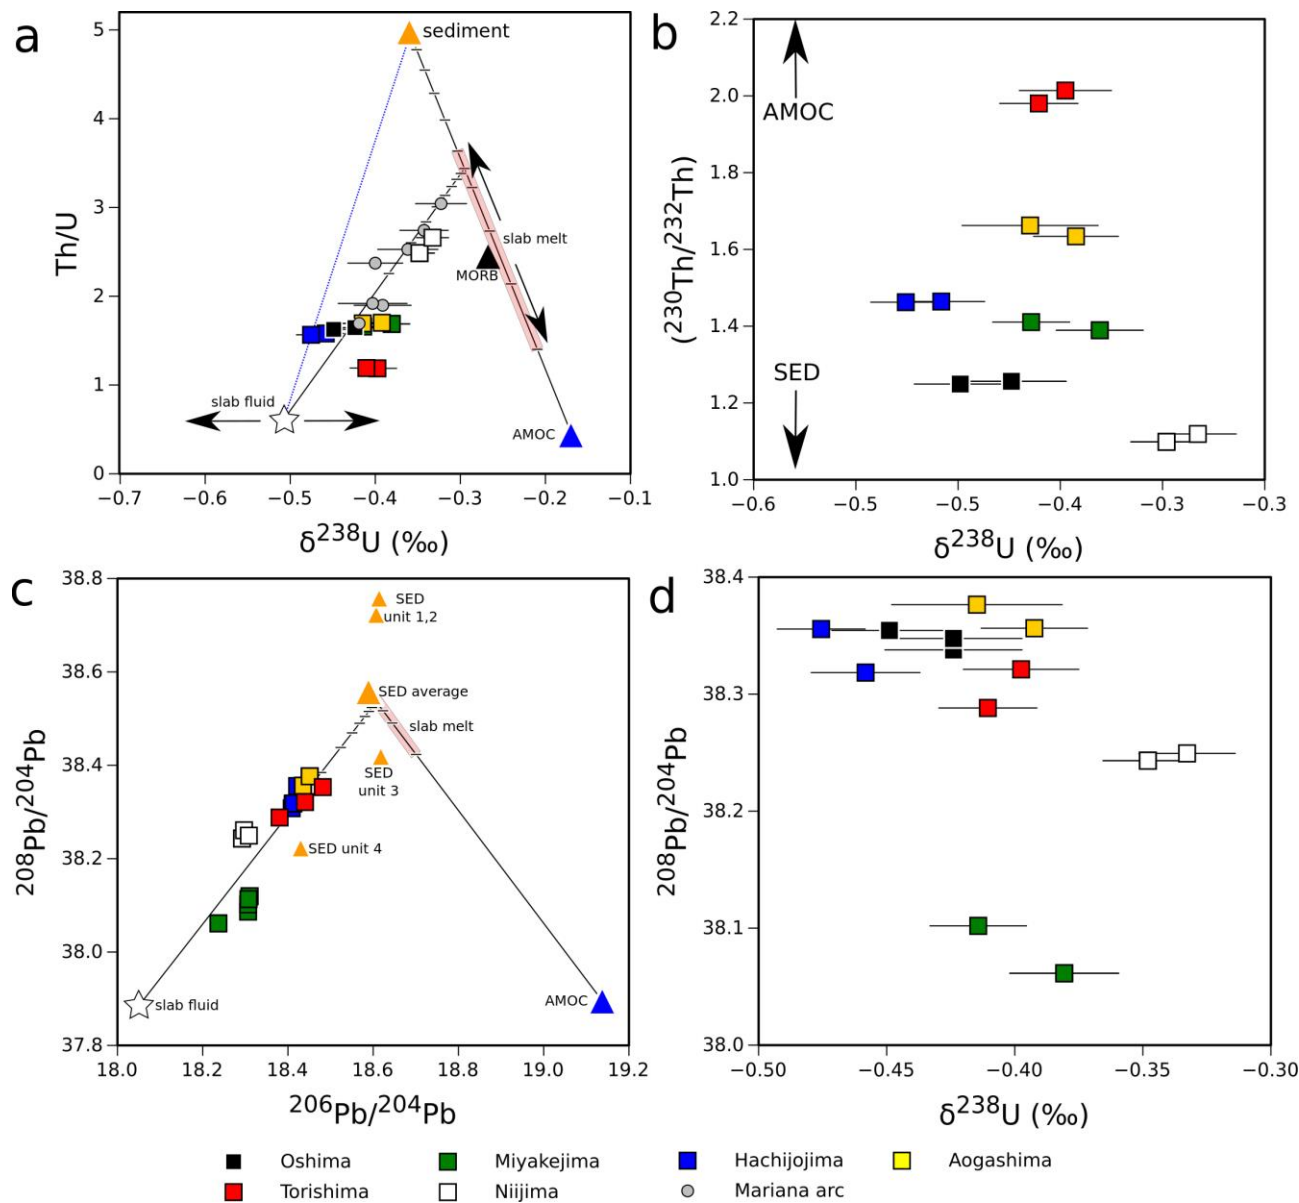 a
5
4
3
2
1
0
Th/U
sediment
slab melt
MORB
slab fluid
AMOC
−0.7
−0.6
−0.5
−0.4
−0.3
−0.2
−0.1
δ²³⁸U (‰)
b
2.2
2.0
1.8
1.6
1.4
1.2
1.0
(²³⁰Th/²³²Th)
AMOC
SED
−0.6
−0.5
−0.5
−0.4
−0.3
−0.3
δ²³⁸U (‰)
c
38.8
38.6
38.4
38.2
38.0
37.8
²⁰⁸Pb/²⁰⁴Pb
SED
unit 1,2
SED average
slab melt
SED
unit 3
SED unit 4
slab fluid
AMOC
18.0
18.2
18.4
18.6
18.8
19.0
19.2
²⁰⁶Pb/²⁰⁴Pb
d
38.4
38.3
38.2
38.1
38.0
²⁰⁸Pb/²⁰⁴Pb
−0.50
−0.45
−0.40
−0.35
−0.30
δ²³⁸U (‰)
Oshima
Miyakejima
Hachijojima
Aogashima
Torishima
Niijima
Mariana arc